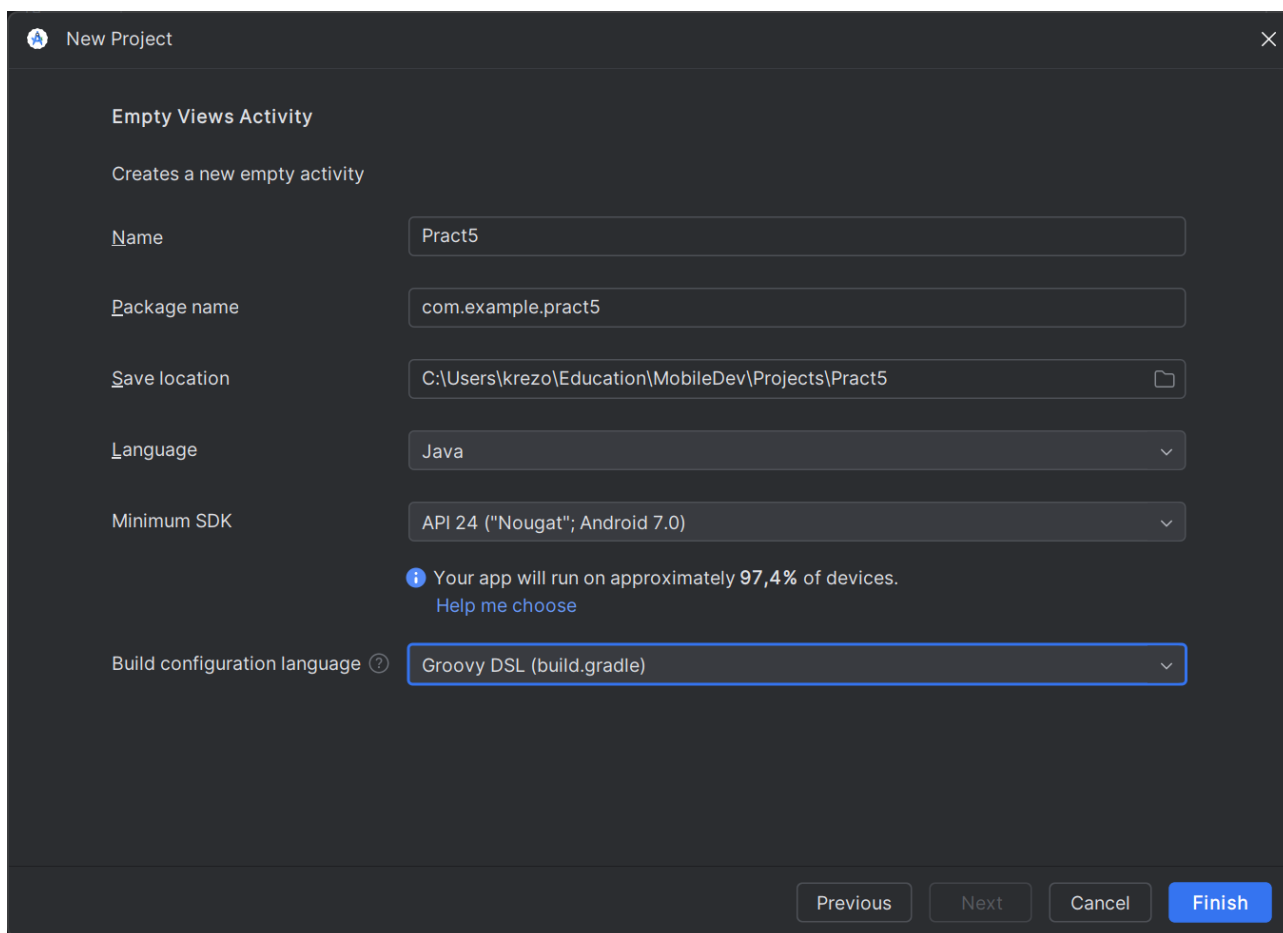 New Project
Empty Views Activity
Creates a new empty activity
Name Pract5
Package name com.example.pract5
Save location C:\Users\krezo\Education\MobileDev\Projects\Pract5
Language Java
Minimum SDK API 24 ("Nougat"; Android 7.0)
Your app will run on approximately 97,4% of devices.
Help me choose
Build configuration language Groovy DSL (build.gradle)
Previous Next Cancel Finish